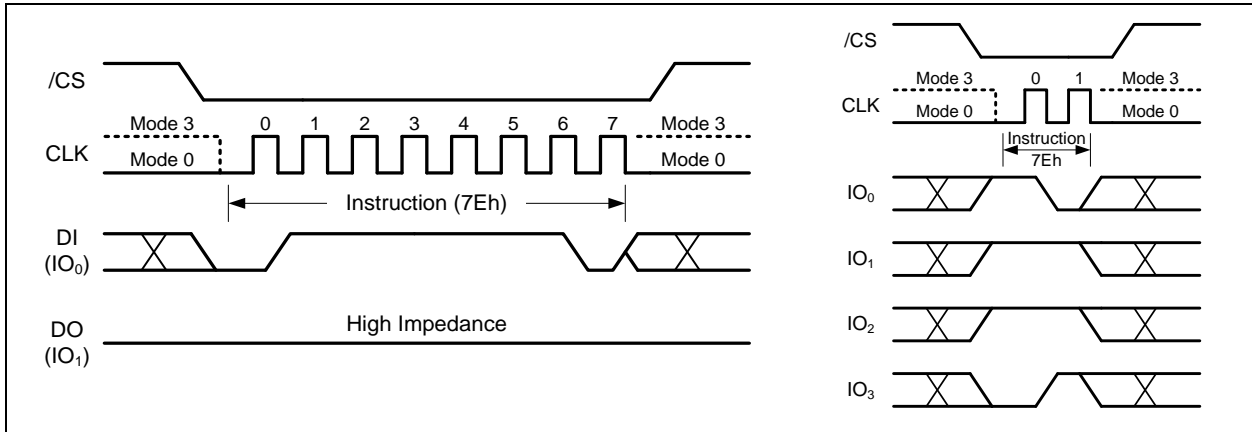 /CS
Mode 3
0 1 2 3 4 5 6 7
Mode 3
CLK
Mode 0
Mode 0
Instruction (7Eh)
DI
(IO₀)
DO
(IO₁)
High Impedance
/CS
Mode 3
0 1
Mode 3
CLK
Mode 0
Mode 0
Instruction
7Eh
IO₀
IO₁
IO₂
IO₃